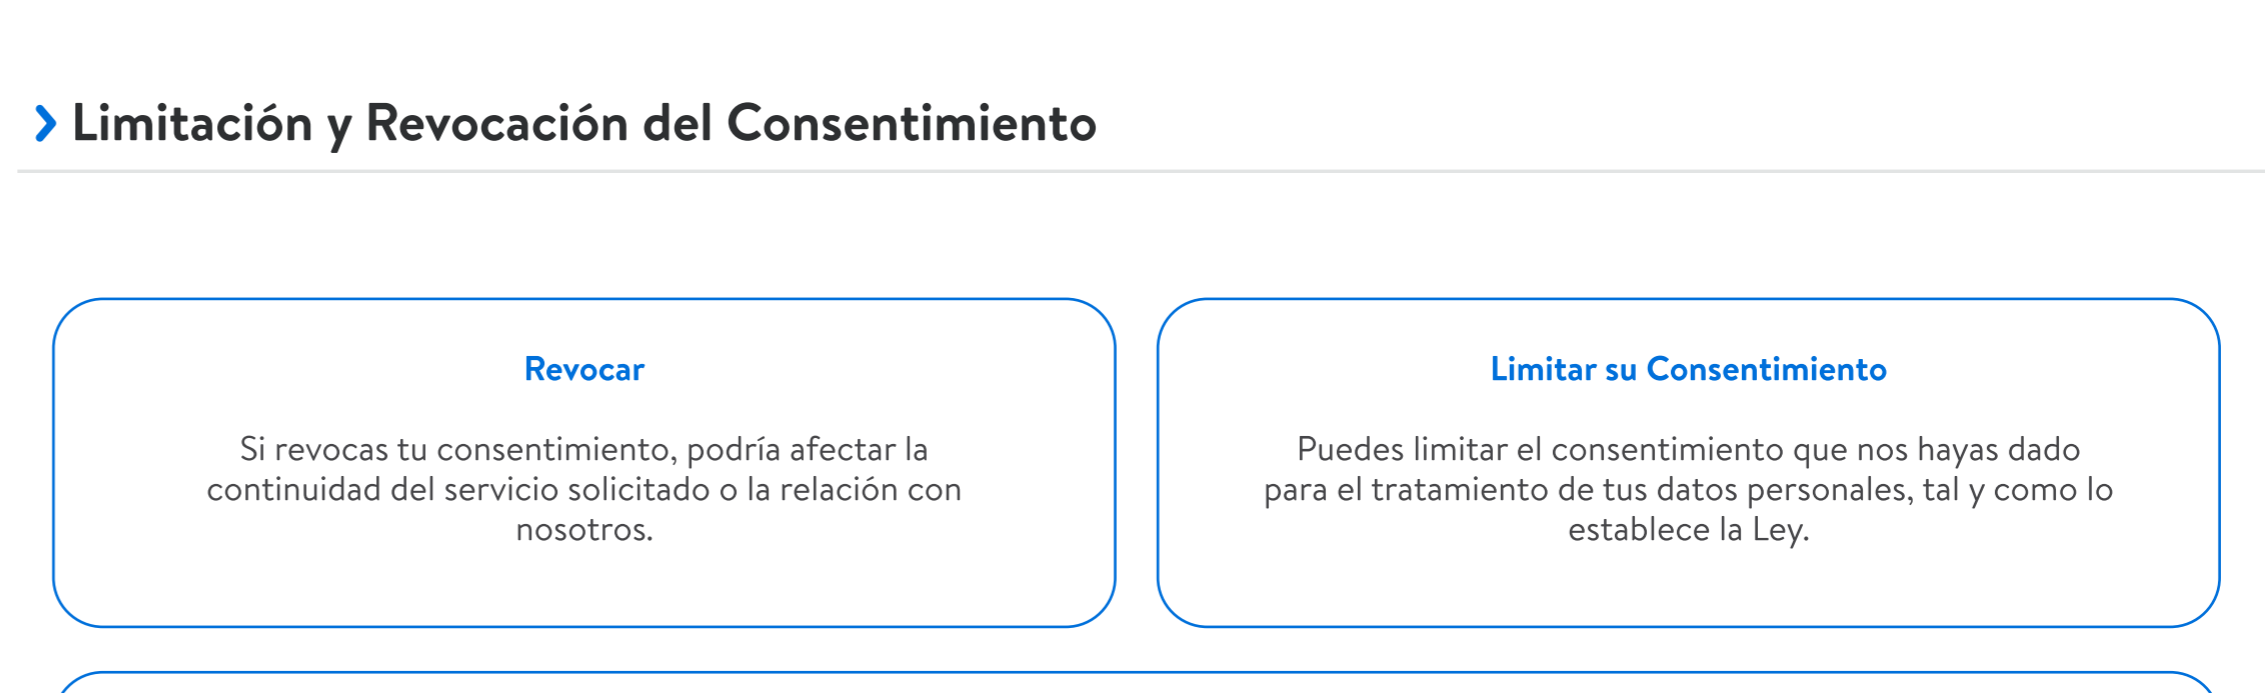 Limitación y Revocación del Consentimiento
Revocar
Si revocas tu consentimiento, podría afectar la
continuidad del servicio solicitado o la relación con
nosotros.
Limitar su Consentimiento
Puedes limitar el consentimiento que nos hayas dado
para el tratamiento de tus datos personales, tal y como lo
establece la Ley.